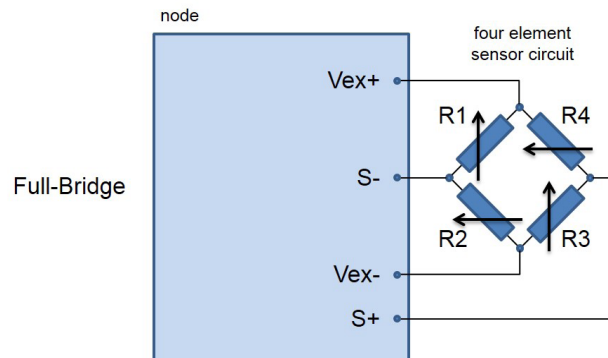 node
four element
sensor circuit
Vex+
R1
R4
Full-Bridge
S-
R2
R3
Vex-
S+